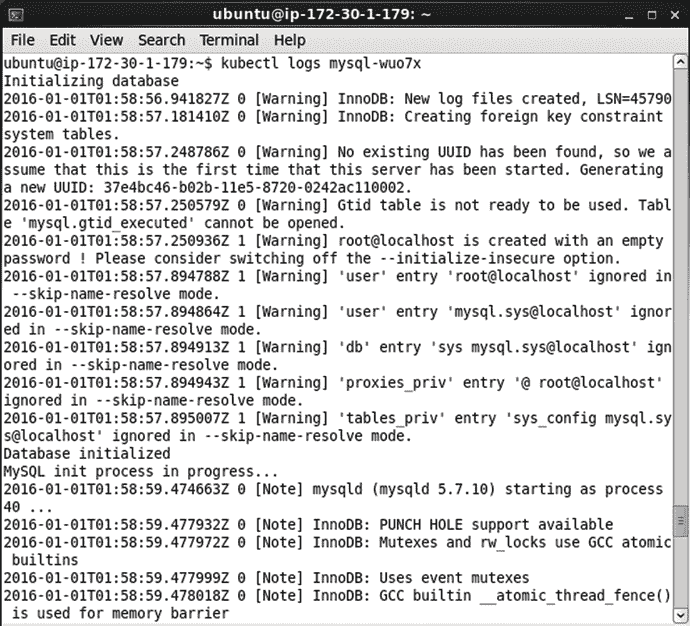 ubuntu@ip-172-30-1-179: ~
File Edit View Search Terminal Help
ubuntu@ip-172-30-1-179:~$ kubectl logs mysql-wuo7x
Initializing database
2016-01-01T01:58:56.941827Z 0 [Warning] InnoDB: New log files created, LSN=45790
2016-01-01T01:58:57.181410Z 0 [Warning] InnoDB: Creating foreign key constraint
system tables.
2016-01-01T01:58:57.248786Z 0 [Warning] No existing UUID has been found, so we a
ssume that this is the first time that this server has been started. Generating
a new UUID: 37e4bc46-b02b-11e5-8720-0242ac110002.
2016-01-01T01:58:57.250579Z 0 [Warning] Gtid table is not ready to be used. Tabl
e 'mysql.gtid_executed' cannot be opened.
2016-01-01T01:58:57.250936Z 1 [Warning] root@localhost is created with an empty
password ! Please consider switching off the --initialize-insecure option.
2016-01-01T01:58:57.894788Z 1 [Warning] 'user' entry 'root@localhost' ignored in
--skip-name-resolve mode.
2016-01-01T01:58:57.894864Z 1 [Warning] 'user' entry 'mysql.sys@localhost' ignor
ed in --skip-name-resolve mode.
2016-01-01T01:58:57.894913Z 1 [Warning] 'db' entry 'sys mysql.sys@localhost' ign
ored in --skip-name-resolve mode.
2016-01-01T01:58:57.894943Z 1 [Warning] 'proxies_priv' entry '@ root@localhost'
ignored in --skip-name-resolve mode.
2016-01-01T01:58:57.895007Z 1 [Warning] 'tables_priv' entry 'sys_config mysql.sy
s@localhost' ignored in --skip-name-resolve mode.
Database initialized
MySQL init process in progress...
2016-01-01T01:58:59.474663Z 0 [Note] mysqld (mysqld 5.7.10) starting as process
40 ...
2016-01-01T01:58:59.477932Z 0 [Note] InnoDB: PUNCH HOLE support available
2016-01-01T01:58:59.477972Z 0 [Note] InnoDB: Mutexes and rw_locks use GCC atomic
builtins
2016-01-01T01:58:59.477999Z 0 [Note] InnoDB: Uses event mutexes
2016-01-01T01:58:59.478018Z 0 [Note] InnoDB: GCC builtin __atomic_thread_fence()
is used for memory barrier